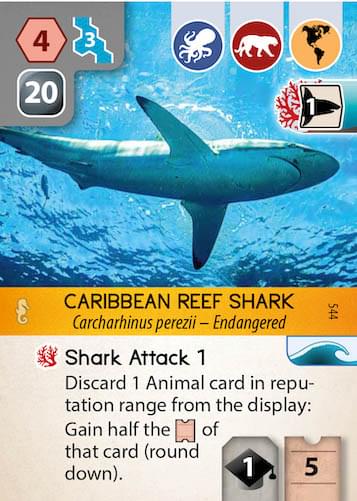 4
3
20
1
CARIBBEAN REEF SHARK
Carcharhinus perezii – Endangered
544
Shark Attack 1
Discard 1 Animal card in repu-
tation range from the display:
Gain half the of
that card (round
down).
1
5